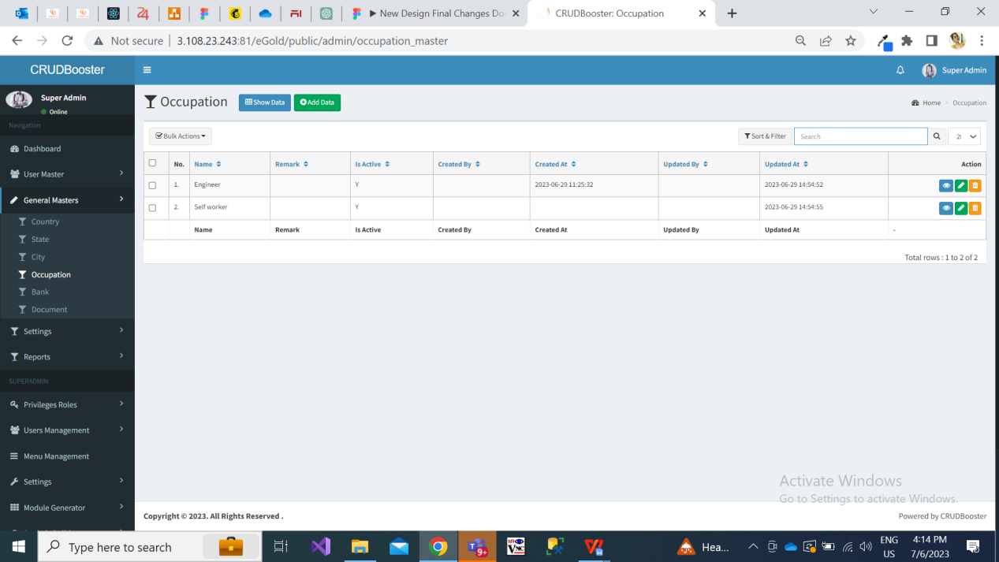 ▶ New Design Final Changes Do
CRUDBooster: Occupation
Not secure | 3.108.23.243:81/eGold/public/admin/occupation_master
CRUDBooster
Super Admin
Super Admin
Online
Occupation
Show Data
Add Data
Home > Occupation
Navigation
Dashboard
User Master
General Masters
Country
State
City
Occupation
Bank
Document
Settings
Reports
SUPERADMIN
Privileges Roles
Users Management
Menu Management
Settings
Module Generator
Bulk Actions
Sort & Filter
Search
No. Name Remark Is Active Created By Created At Updated By Updated At Action
1. Engineer Y 2023-06-29 11:25:32 2023-06-29 14:54:52
2. Self worker Y 2023-06-29 14:54:55
Name Remark Is Active Created By Created At Updated By Updated At -
Total rows : 1 to 2 of 2
Activate Windows
Go to Settings to activate Windows.
Copyright © 2023. All Rights Reserved .
Powered by CRUDBooster
Type here to search
9+
VNC
Hea...
ENG
US
4:14 PM
7/6/2023